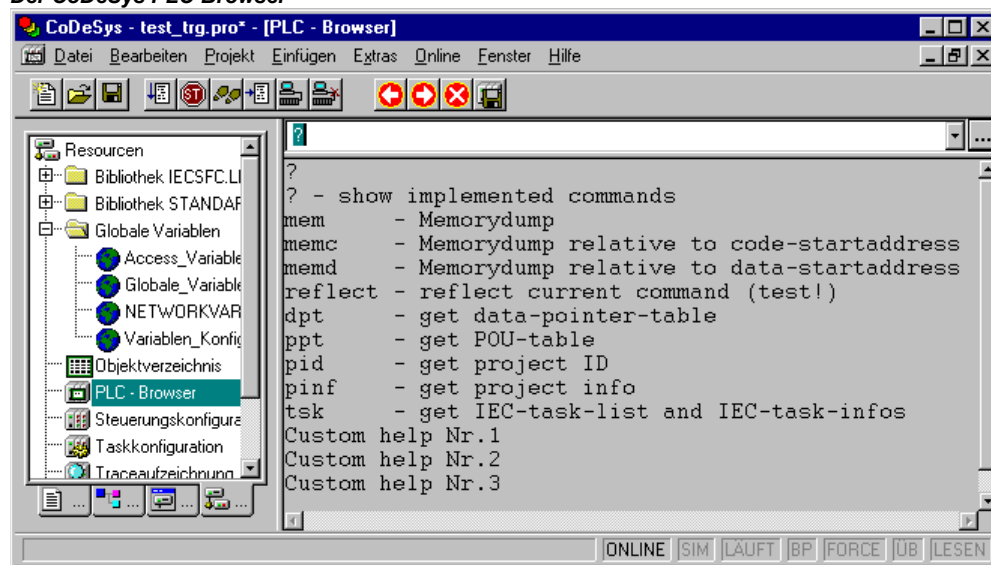 Der CoDeSys PLC-Browser
CoDeSys - test_trg.pro* - [PLC - Browser]
Datei Bearbeiten Projekt Einfügen Extras Online Fenster Hilfe
?
...
Resourcen
Bibliothek IECSFC.LI
Bibliothek STANDAF
Globale Variablen
Access_Variable
Globale_Variable
NETWORKVAR
Variablen_Konfig
Objektverzeichnis
PLC - Browser
Steuerungskonfigura
Taskkonfiguration
Traceaufzeichnung
... ... ... ...
?
? - show implemented commands
mem - Memorydump
memc - Memorydump relative to code-startaddress
memd - Memorydump relative to data-startaddress
reflect - reflect current command (test!)
dpt - get data-pointer-table
ppt - get POU-table
pid - get project ID
pinf - get project info
tsk - get IEC-task-list and IEC-task-infos
Custom help Nr.1
Custom help Nr.2
Custom help Nr.3
ONLINE SIM LÄUFT BP FORCE ÜB LESEN